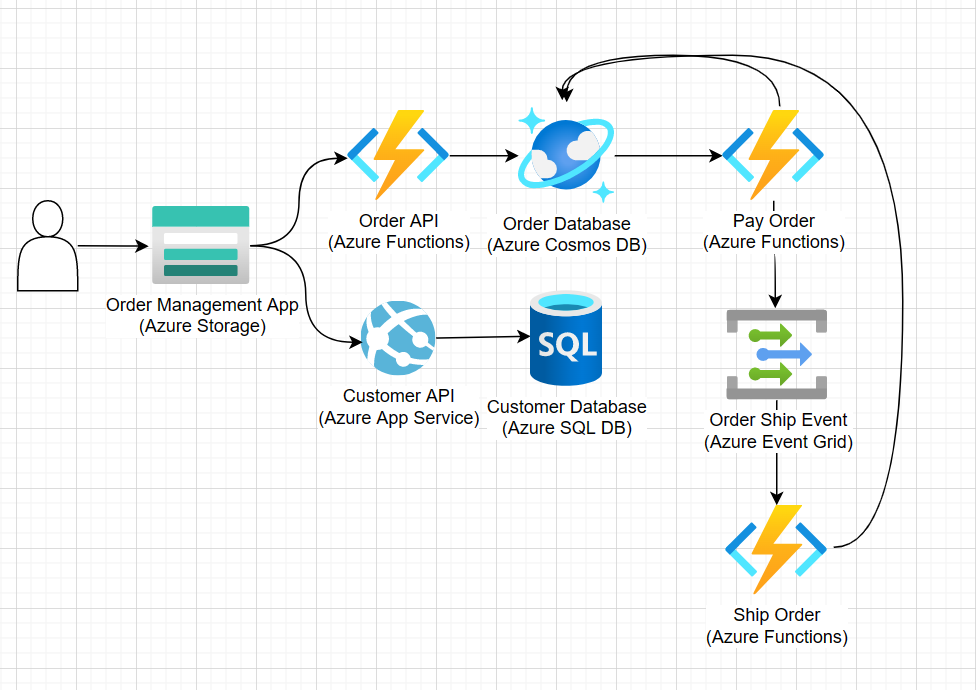 Order API
(Azure Functions)
Order Database
(Azure Cosmos DB)
Pay Order
(Azure Functions)
Order Management App
(Azure Storage)
SQL
Customer API
(Azure App Service)
Customer Database
(Azure SQL DB)
Order Ship Event
(Azure Event Grid)
Ship Order
(Azure Functions)